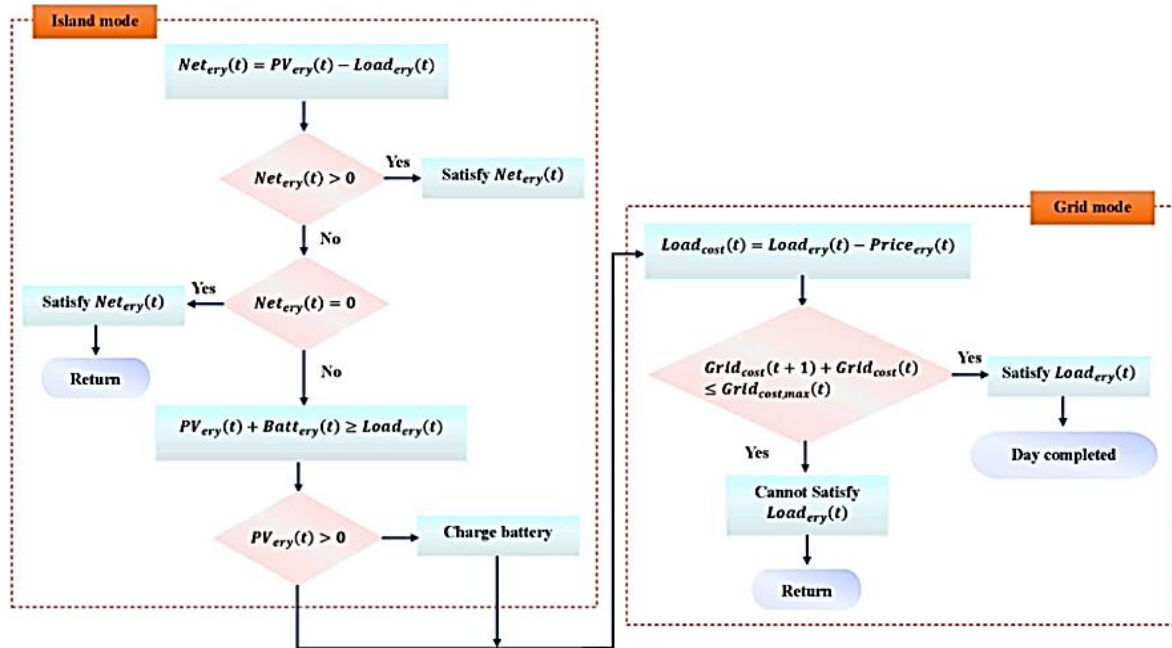 Island mode
Net_ery(t) = PV_ery(t) − Load_ery(t)
Net_ery(t) > 0
Yes
Satisfy Net_ery(t)
No
Net_ery(t) = 0
Yes
Satisfy Net_ery(t)
Return
No
PV_ery(t) + Batt_ery(t) ≥ Load_ery(t)
PV_ery(t) > 0
Charge battery
Grid mode
Load_cost(t) = Load_ery(t) − Price_ery(t)
Grid_cost(t + 1) + Grid_cost(t)
≤ Grid_cost,max(t)
Yes
Satisfy Load_ery(t)
Day completed
Yes
Cannot Satisfy
Load_ery(t)
Return